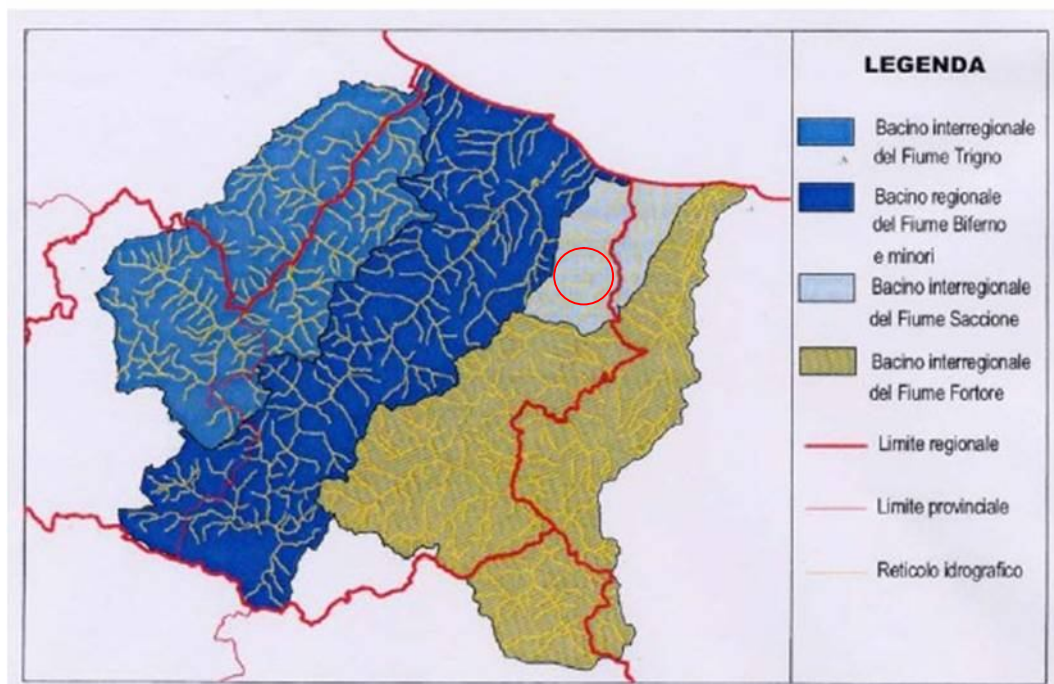 LEGENDA
Bacino interregionale
del Fiume Trigno
Bacino regionale
del Fiume Biferno
e minori
Bacino interregionale
del Fiume Saccione
Bacino interregionale
del Fiume Fortore
Limite regionale
Limite provinciale
Reticolo idrografico